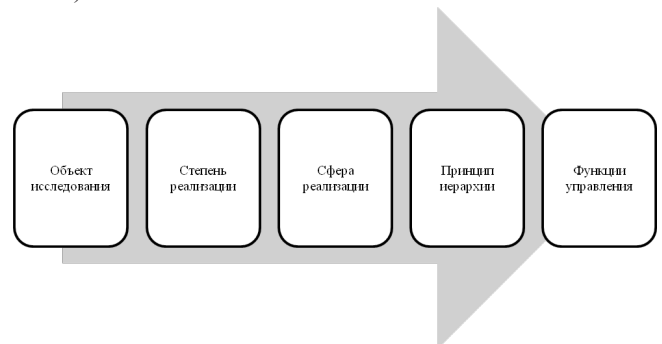 Объект
исследования
Степень
реализации
Сфера
реализации
Принцип
иерархии
Функции
управления